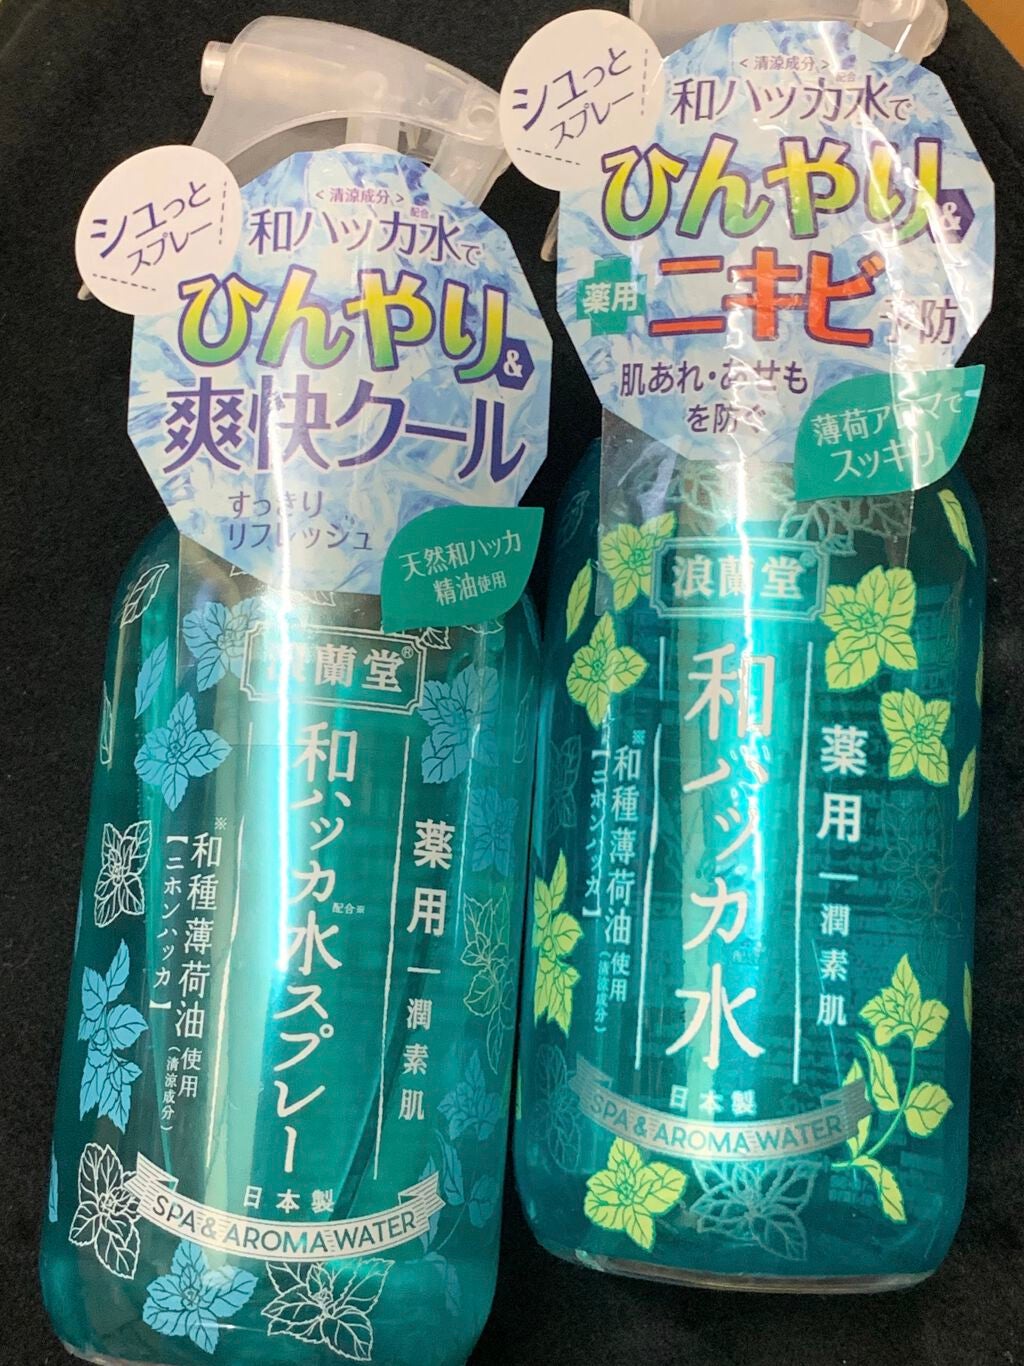 シュっと
スプレー
<清涼成分>
和ハッカ水で
配合
ひんやり&
爽快クール
すっきり
リフレッシュ
天然和ハッカ
精油使用
浪蘭堂®
薬用|潤素肌
和ハッカ水スプレー
配合※
※和種薄荷油使用(清涼成分)
【ニホンハッカ】
日本製
SPA & AROMA WATER
シュっと
スプレー
<清涼成分>
和ハッカ水で
配合
ひんやり&
薬用
ニキビ予防
肌あれ・あせも
を防ぐ
薄荷アロマで
スッキリ
浪蘭堂®
薬用|潤素肌
和ハッカ水
※和種薄荷油使用(清涼成分)
【ニホンハッカ】
日本製
SPA & AROMA WATER